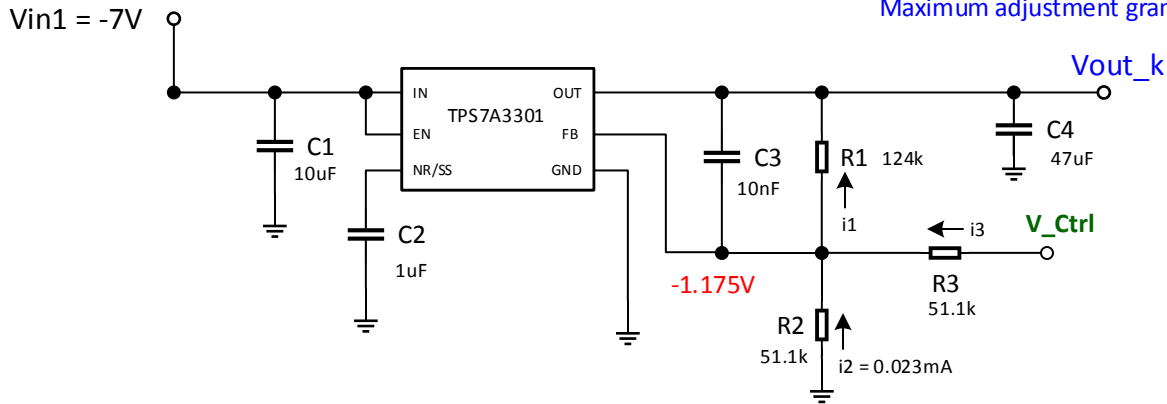 Maximum adjustment gran
Vin1 = -7V
Vout_k
IN
OUT
TPS7A3301
EN
FB
NR/SS
GND
C1
10uF
C2
1uF
C3
10nF
R1 124k
C4
47uF
i1
i3
V_Ctrl
-1.175V
R3
51.1k
R2
51.1k
i2 = 0.023mA